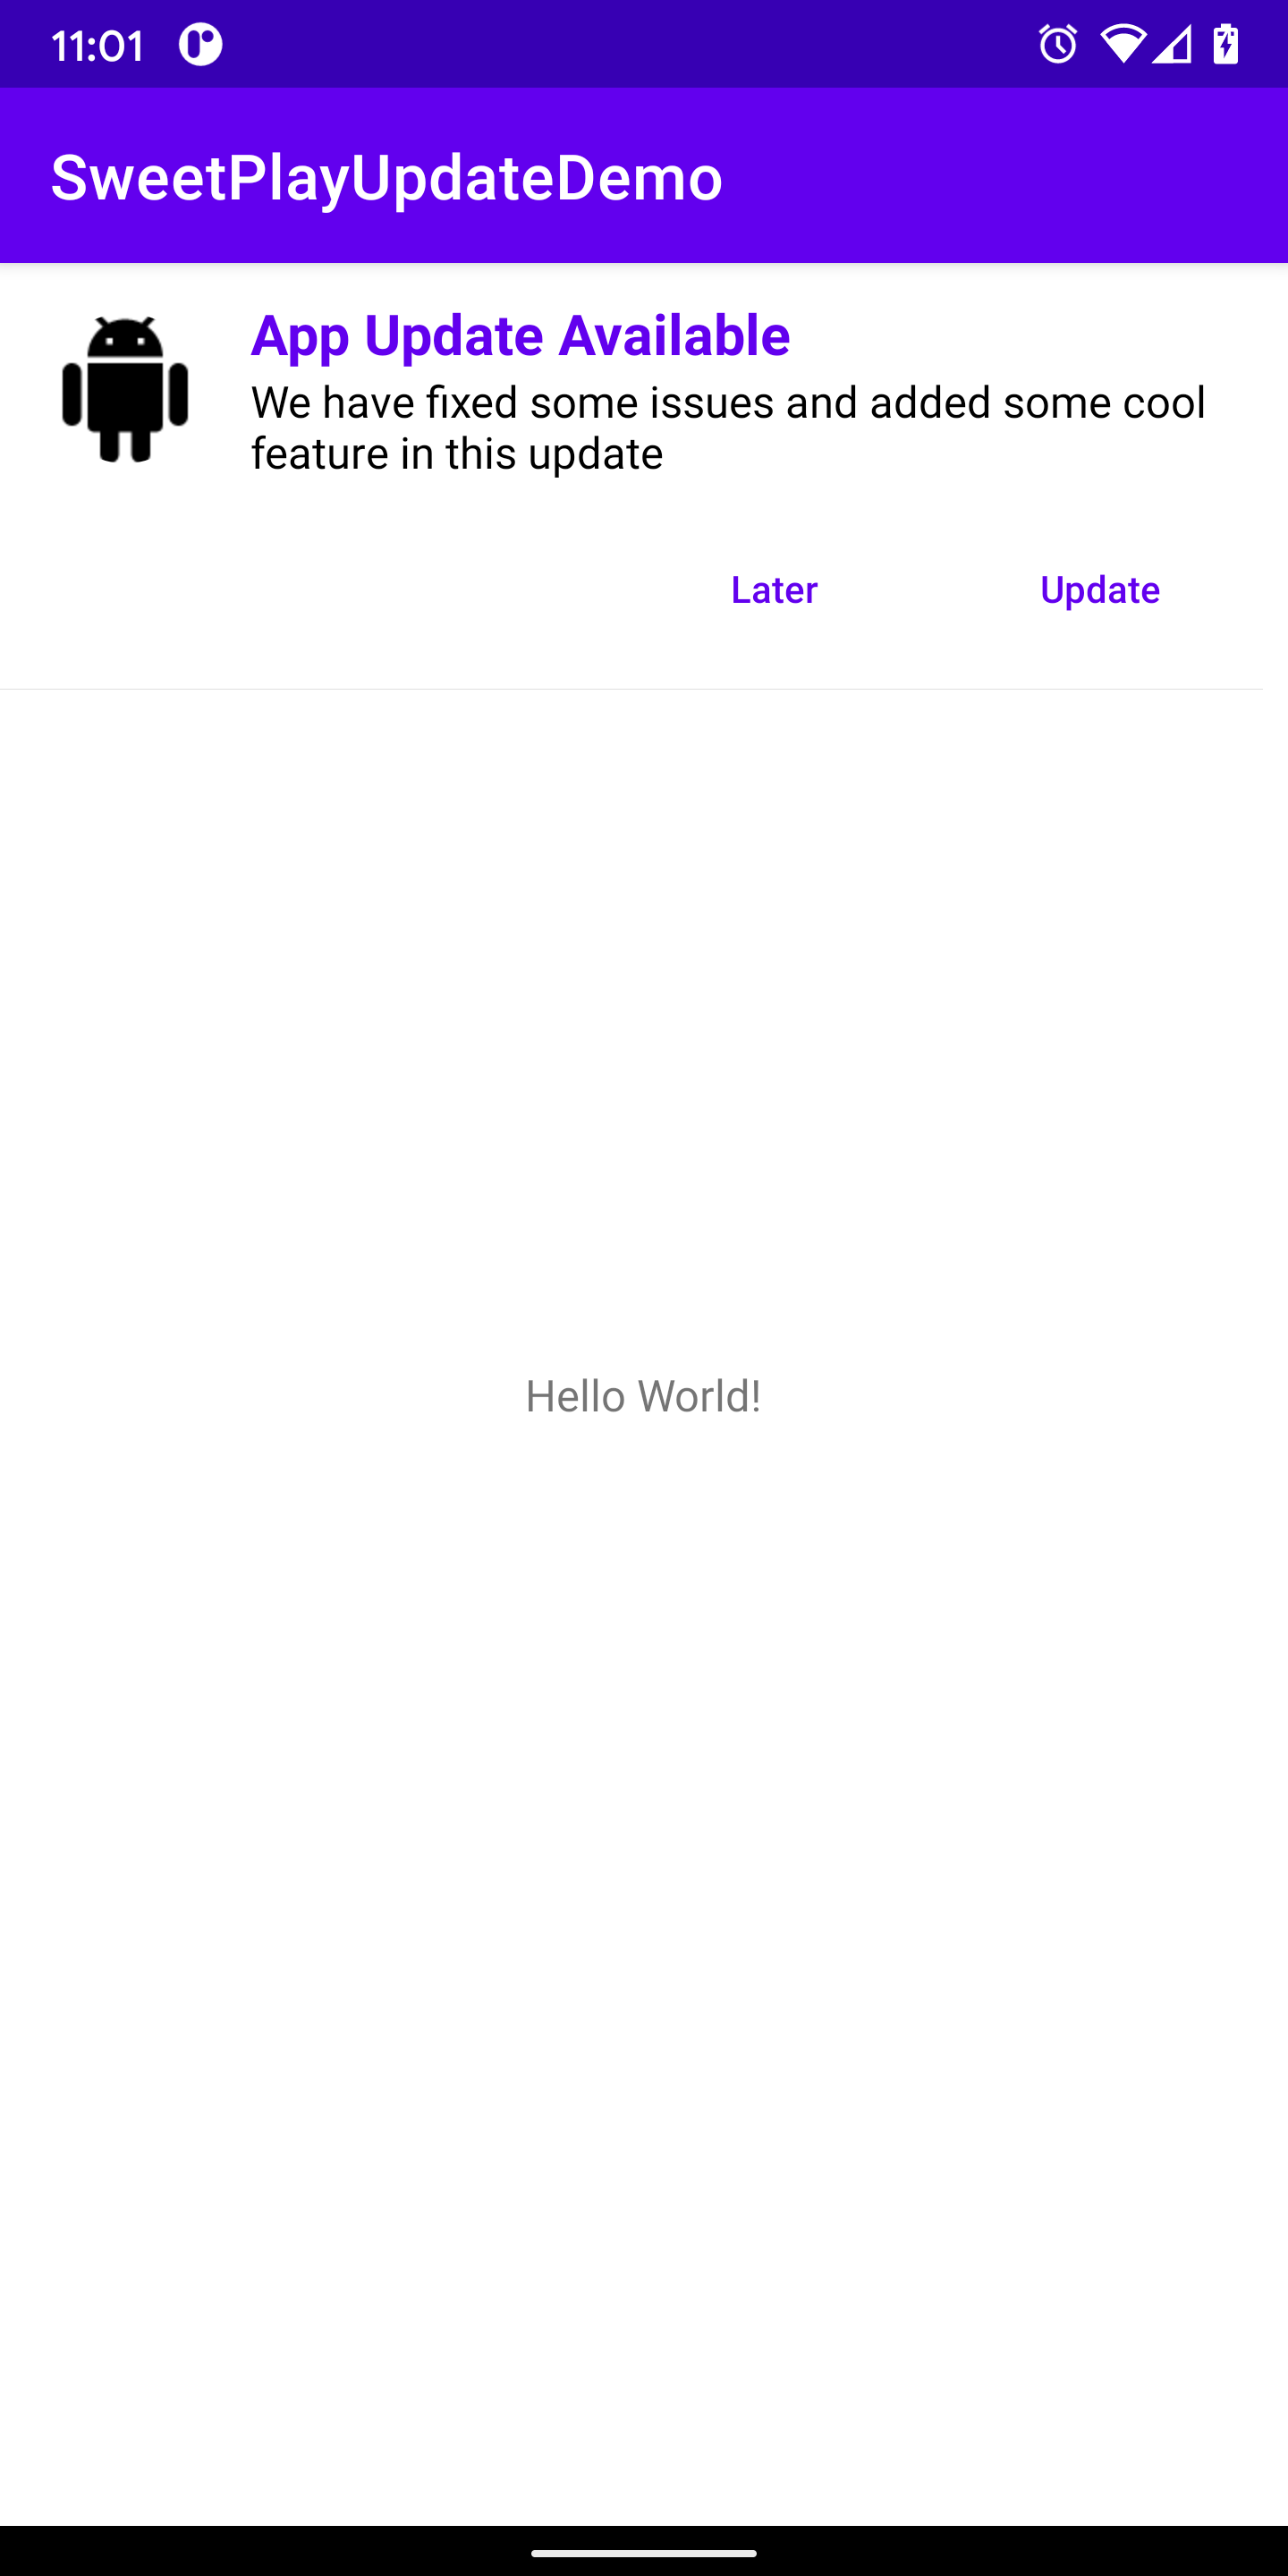 11:01
SweetPlayUpdateDemo
App Update Available
We have fixed some issues and added some cool
feature in this update
Later
Update
Hello World!